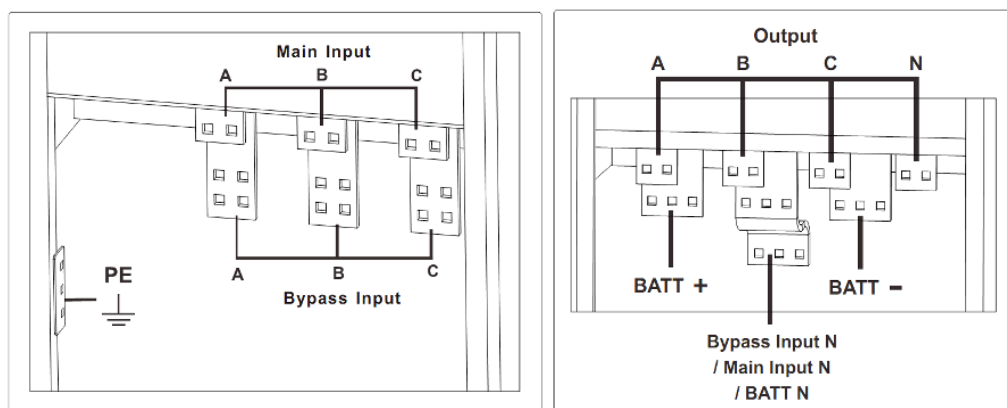 Main Input
A B C
A B C
Bypass Input
PE
Output
A B C N
BATT +
BATT -
Bypass Input N
/ Main Input N
/ BATT N